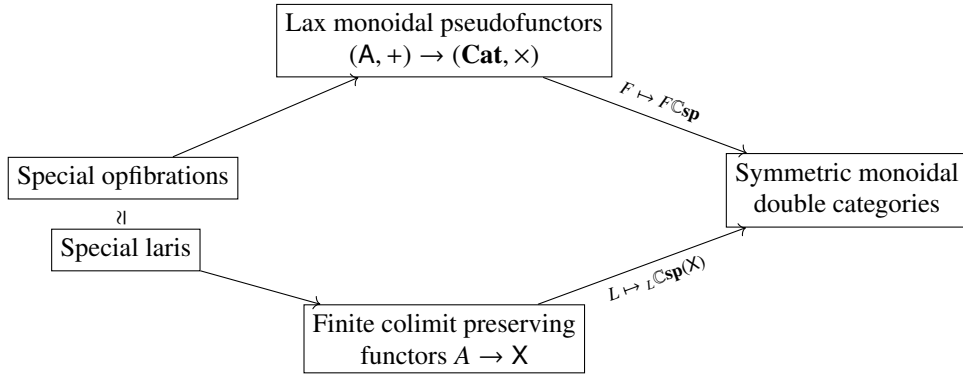 Lax monoidal pseudofunctors
(A, +) → (Cat, ×)
F ↦ Fℂsp
Special opfibrations
≃
Special laris
Symmetric monoidal
double categories
L ↦ Lℂsp(X)
Finite colimit preserving
functors A → X